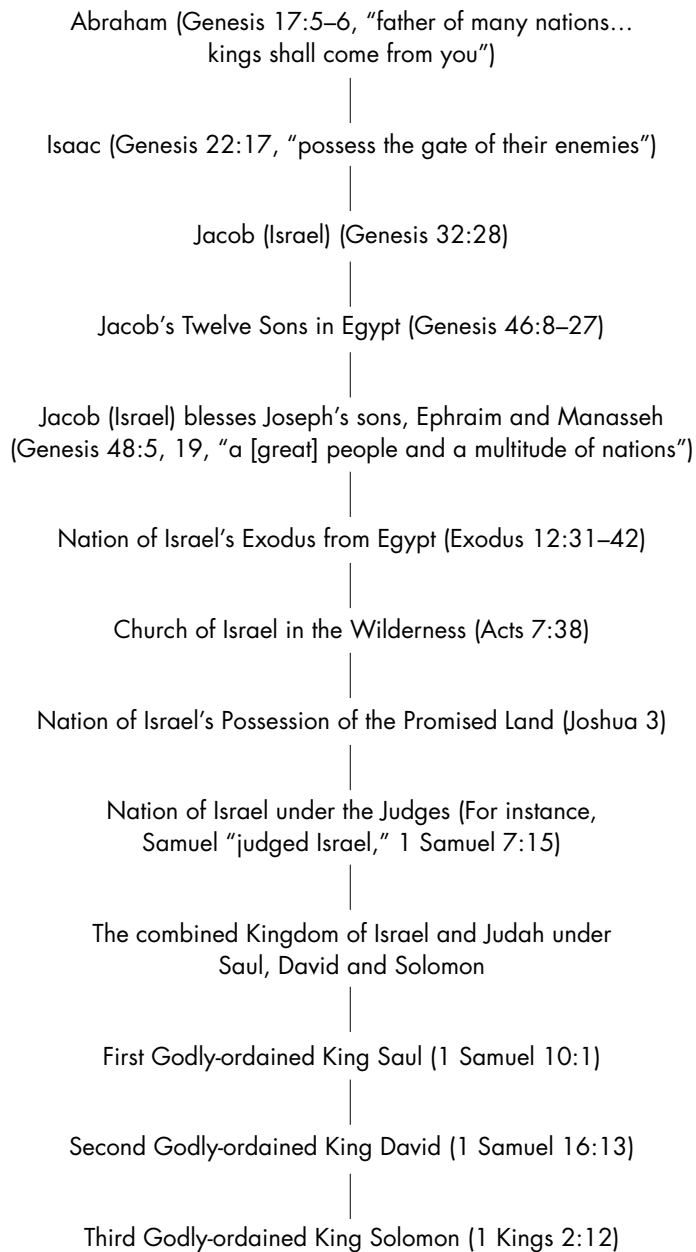 Abraham (Genesis 17:5–6, “father of many nations…
kings shall come from you”)
Isaac (Genesis 22:17, “possess the gate of their enemies”)
Jacob (Israel) (Genesis 32:28)
Jacob’s Twelve Sons in Egypt (Genesis 46:8–27)
Jacob (Israel) blesses Joseph’s sons, Ephraim and Manasseh
(Genesis 48:5, 19, “a [great] people and a multitude of nations”)
Nation of Israel’s Exodus from Egypt (Exodus 12:31–42)
Church of Israel in the Wilderness (Acts 7:38)
Nation of Israel’s Possession of the Promised Land (Joshua 3)
Nation of Israel under the Judges (For instance,
Samuel “judged Israel,” 1 Samuel 7:15)
The combined Kingdom of Israel and Judah under
Saul, David and Solomon
First Godly-ordained King Saul (1 Samuel 10:1)
Second Godly-ordained King David (1 Samuel 16:13)
Third Godly-ordained King Solomon (1 Kings 2:12)